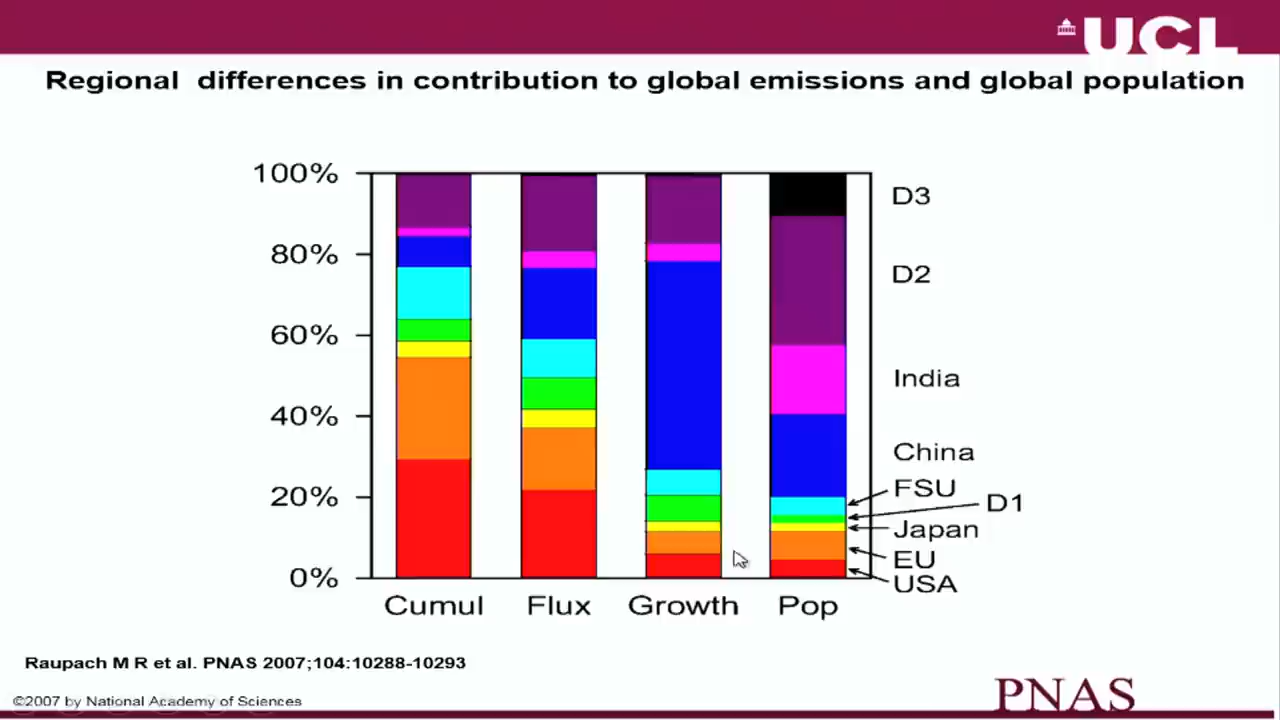 UCL
Regional differences in contribution to global emissions and global population
100%
80%
60%
40%
20%
0%
D3
D2
India
China
FSU
D1
Japan
EU
USA
Cumul Flux Growth Pop
Raupach M R et al. PNAS 2007;104:10288-10293
©2007 by National Academy of Sciences
PNAS